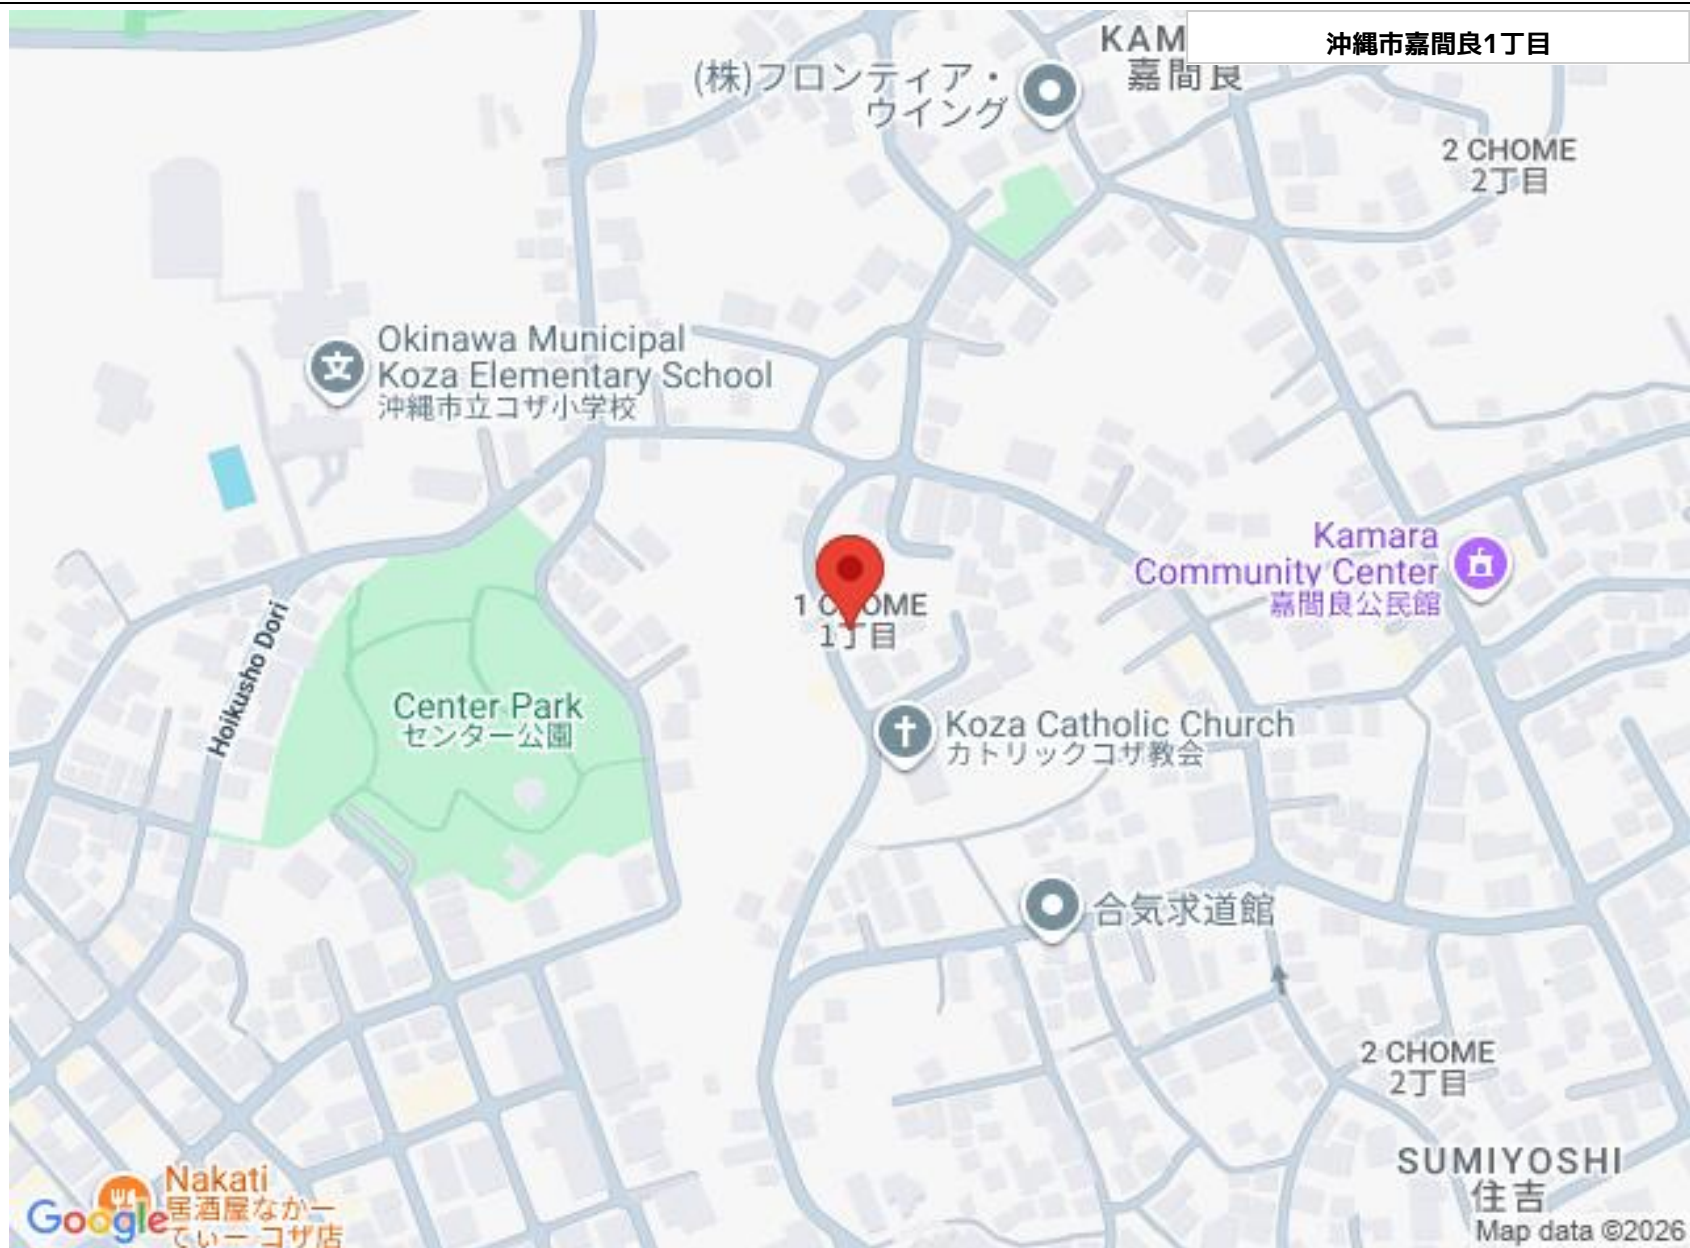 沖縄市嘉間良1丁目
KAM
嘉間良
(株)フロンティア・
ウイング
2 CHOME
2丁目
Okinawa Municipal
Koza Elementary School
沖縄市立コザ小学校
Kamara
Community Center
嘉間良公民館
1 CHOME
1丁目
Hoikusho Dori
Center Park
センター公園
Koza Catholic Church
カトリックコザ教会
合気求道館
2 CHOME
2丁目
SUMIYOSHI
住吉
Nakati
居酒屋なかー
てぃー コザ店
Google
Map data ©2026